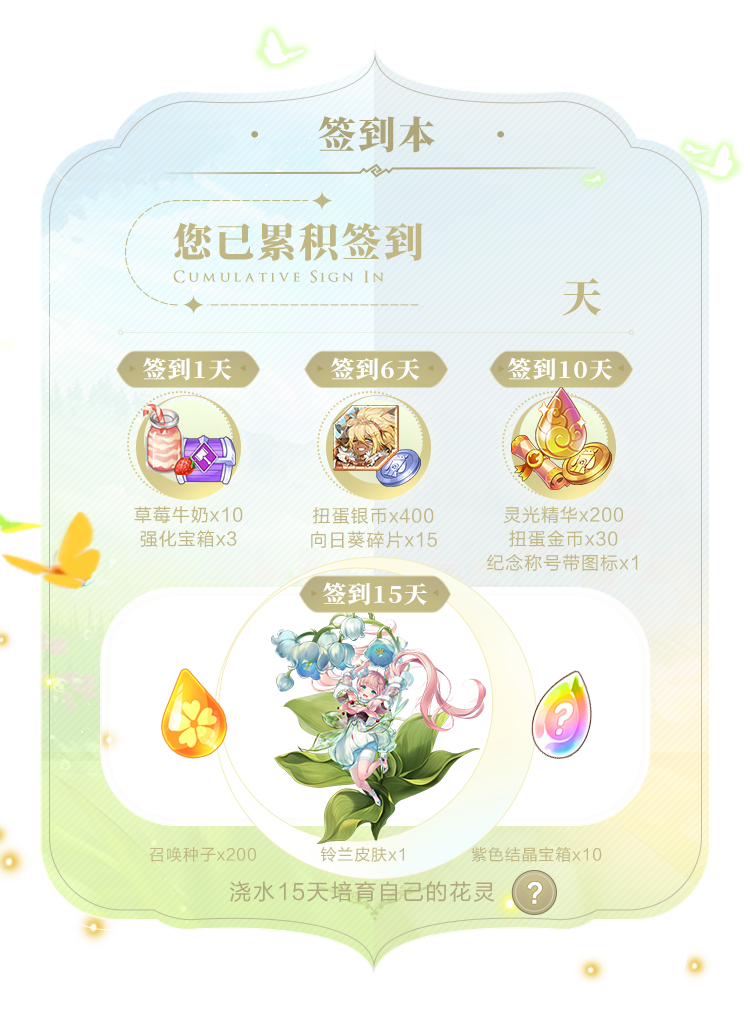 签到本
您已累积签到
CUMULATIVE SIGN IN
天
签到1天
签到6天
签到10天
草莓牛奶x10
强化宝箱x3
扭蛋银币x400
向日葵碎片x15
灵光精华x200
扭蛋金币x30
纪念称号带图标x1
签到15天
?
召唤种子x200
铃兰皮肤x1
紫色结晶宝箱x10
浇水15天培育自己的花灵 ?